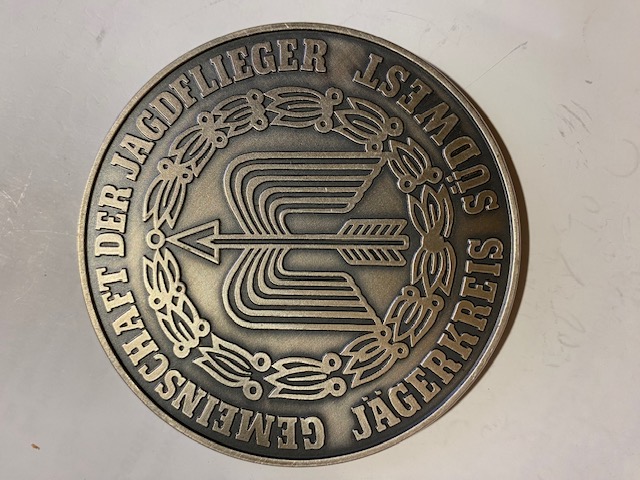 GEMEINSCHAFT DER JAGDFLIEGER
JÄGERKREIS SÜDWEST